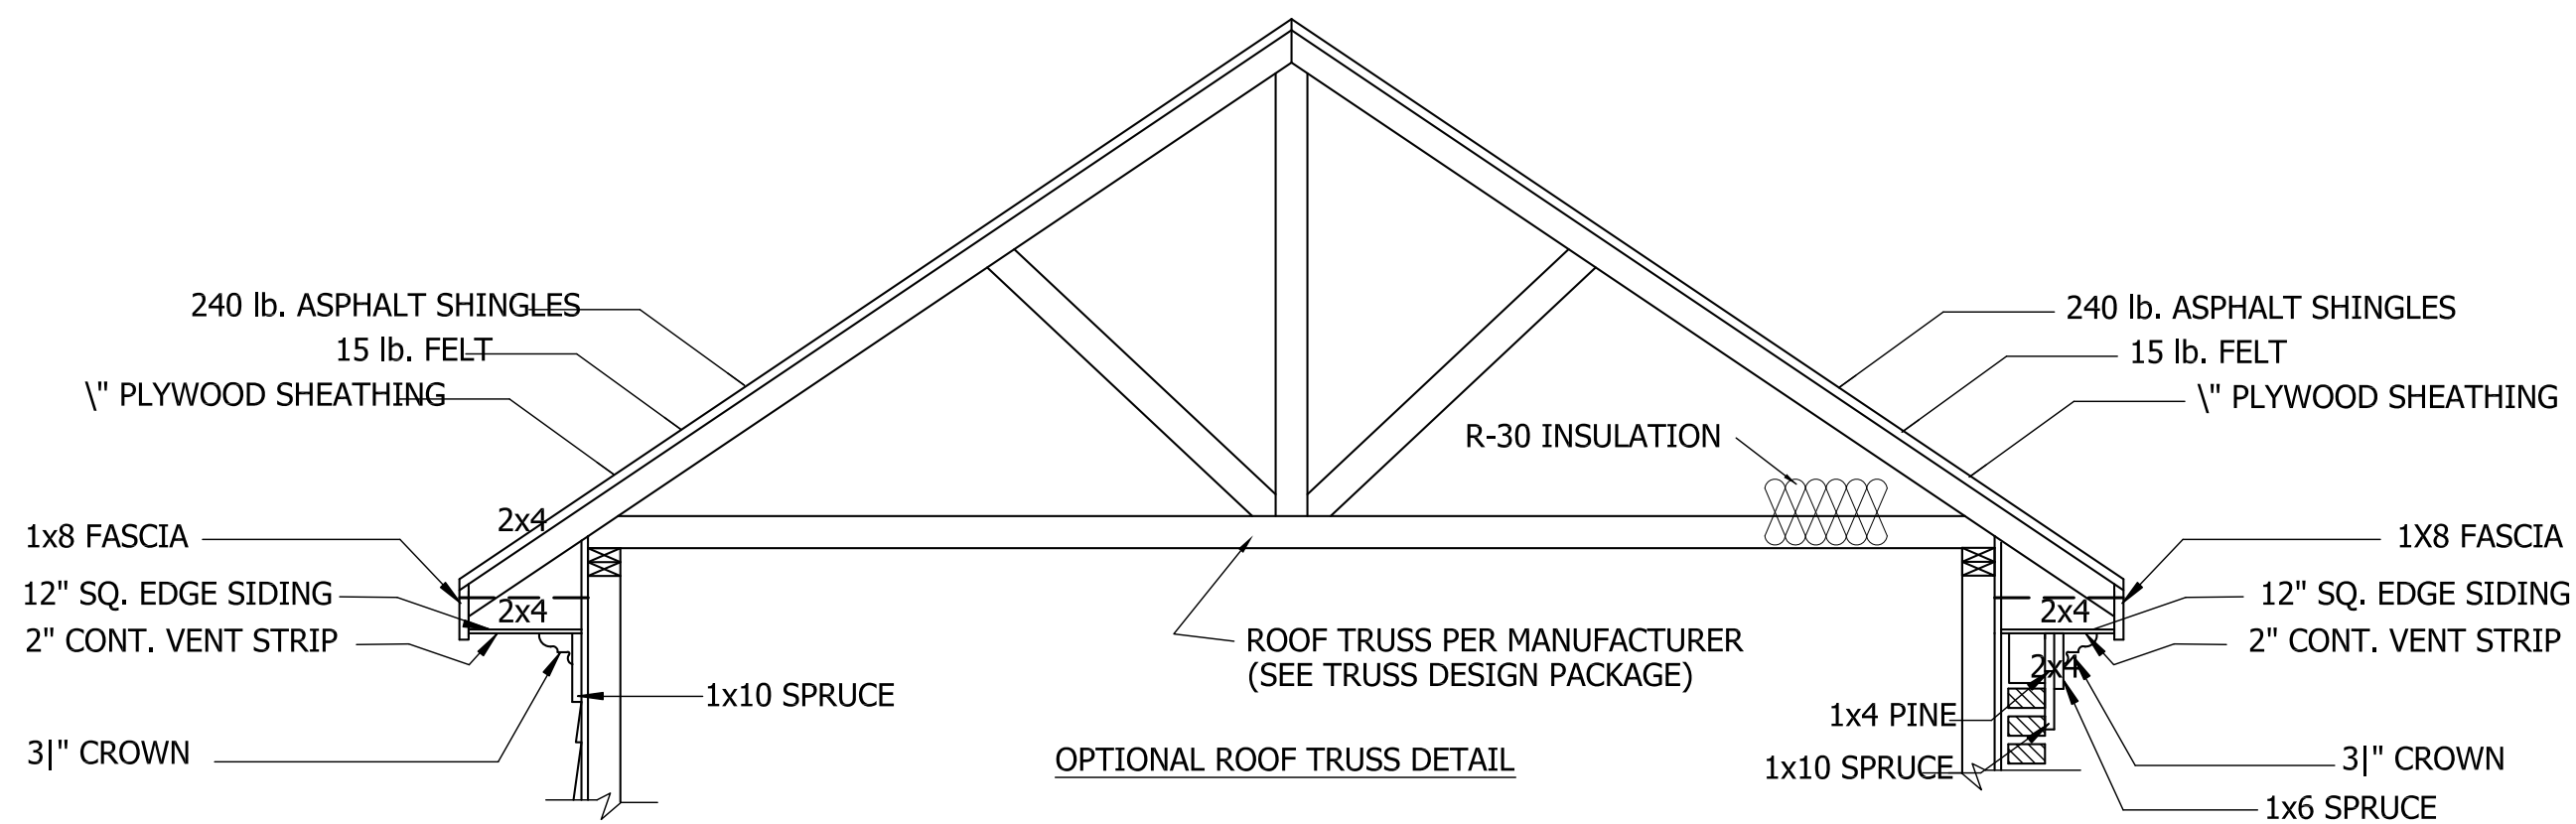 240 lb. ASPHALT SHINGLES
15 lb. FELT
\" PLYWOOD SHEATHING
2x4
1x8 FASCIA
12" SQ. EDGE SIDING
2x4
2" CONT. VENT STRIP
1x10 SPRUCE
3|" CROWN
R-30 INSULATION
ROOF TRUSS PER MANUFACTURER
(SEE TRUSS DESIGN PACKAGE)
OPTIONAL ROOF TRUSS DETAIL
240 lb. ASPHALT SHINGLES
15 lb. FELT
\" PLYWOOD SHEATHING
1X8 FASCIA
12" SQ. EDGE SIDING
2x4
2" CONT. VENT STRIP
2x4
1x4 PINE
1x10 SPRUCE
3|" CROWN
1x6 SPRUCE